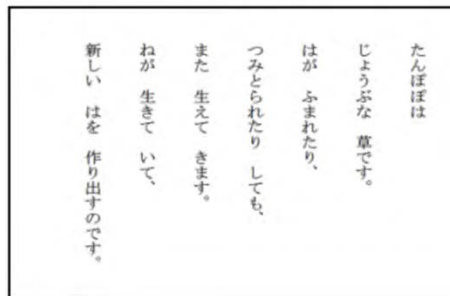 たんぽぽは
じょうぶな 草です。
はが ふまれたり、
つみとられたり しても、
また 生えて きます。
ねが 生きて いて、
新しい はを 作り出すのです。